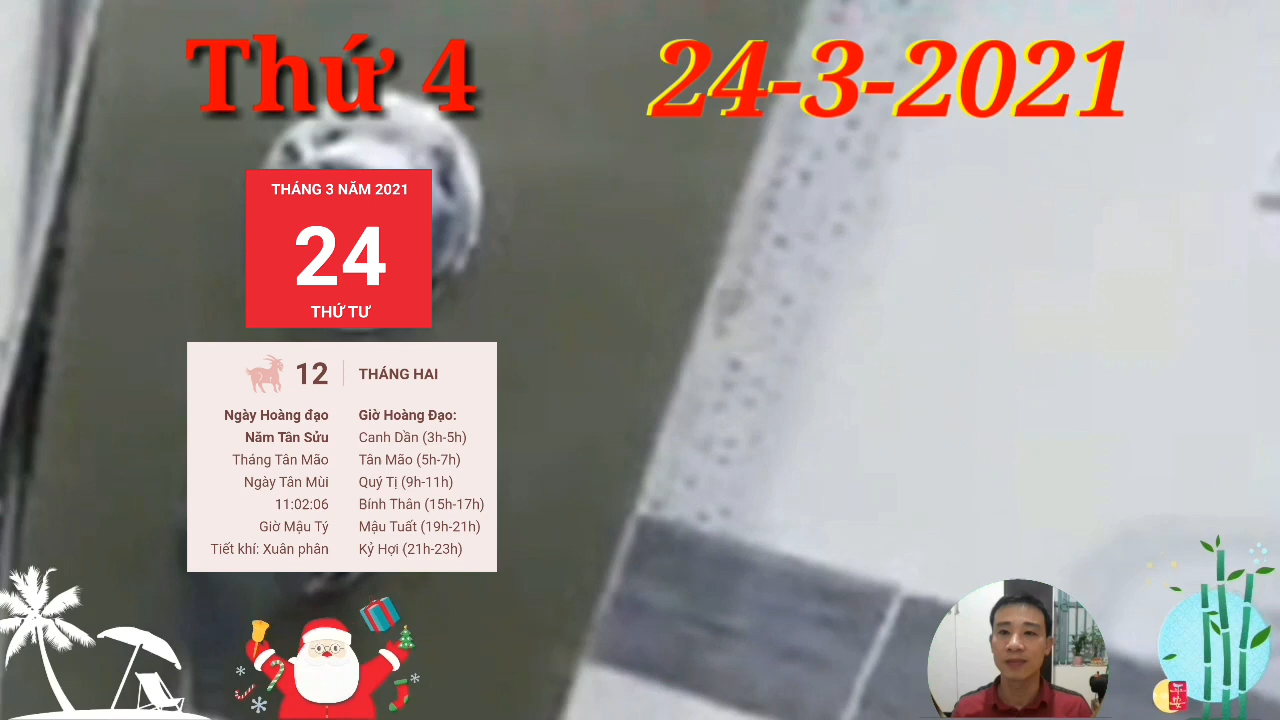 Thứ 4
24-3-2021
THÁNG 3 NĂM 2021
24
THỨ TƯ
12
THÁNG HAI
Ngày Hoàng đạo
Năm Tân Sửu
Tháng Tân Mão
Ngày Tân Mùi
11:02:06
Giờ Mậu Tý
Tiết khí: Xuân phân
Giờ Hoàng Đạo:
Canh Dần (3h-5h)
Tân Mão (5h-7h)
Quý Tị (9h-11h)
Bính Thân (15h-17h)
Mậu Tuất (19h-21h)
Kỷ Hợi (21h-23h)